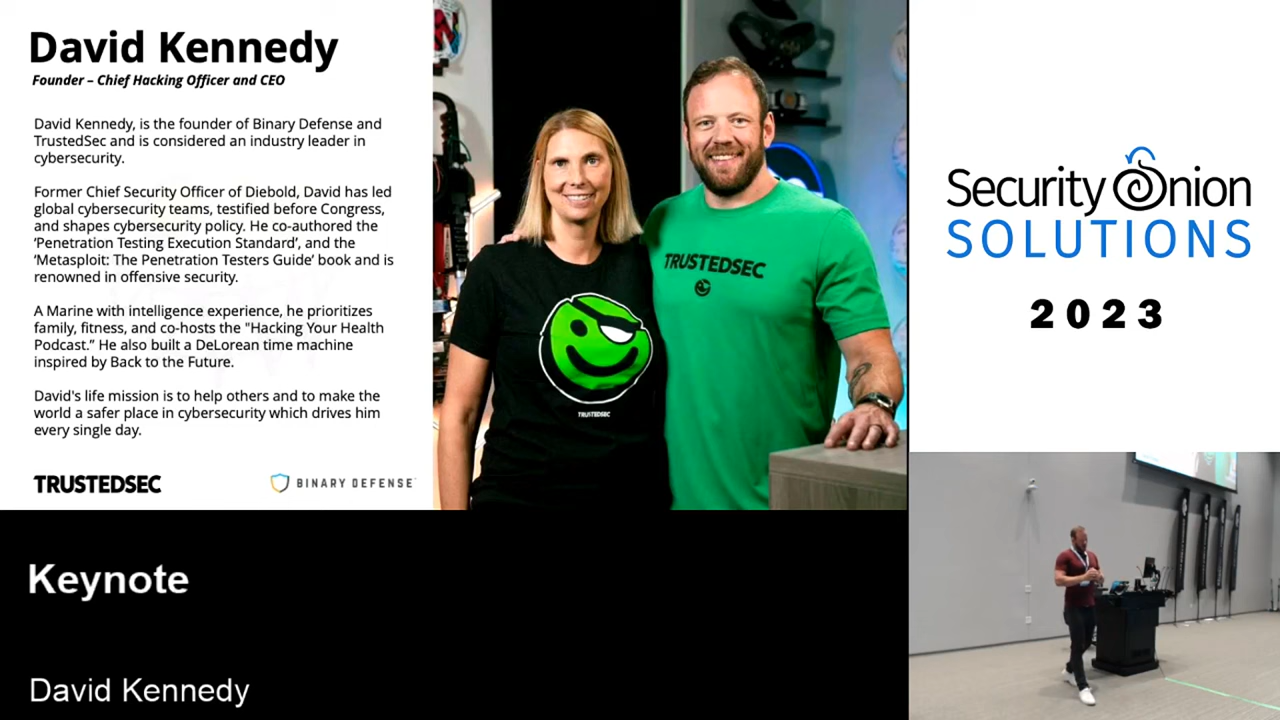 David Kennedy
Founder – Chief Hacking Officer and CEO
David Kennedy, is the founder of Binary Defense and
TrustedSec and is considered an industry leader in
cybersecurity.
Former Chief Security Officer of Diebold, David has led
global cybersecurity teams, testified before Congress,
and shapes cybersecurity policy. He co-authored the
‘Penetration Testing Execution Standard’, and the
‘Metasploit: The Penetration Testers Guide’ book and is
renowned in offensive security.
A Marine with intelligence experience, he prioritizes
family, fitness, and co-hosts the "Hacking Your Health
Podcast.” He also built a DeLorean time machine
inspired by Back to the Future.
David's life mission is to help others and to make the
world a safer place in cybersecurity which drives him
every single day.
TRUSTEDSEC
BINARY DEFENSE
TRUSTEDSEC
TRUSTEDSEC
Security Onion
SOLUTIONS
2023
Keynote
David Kennedy